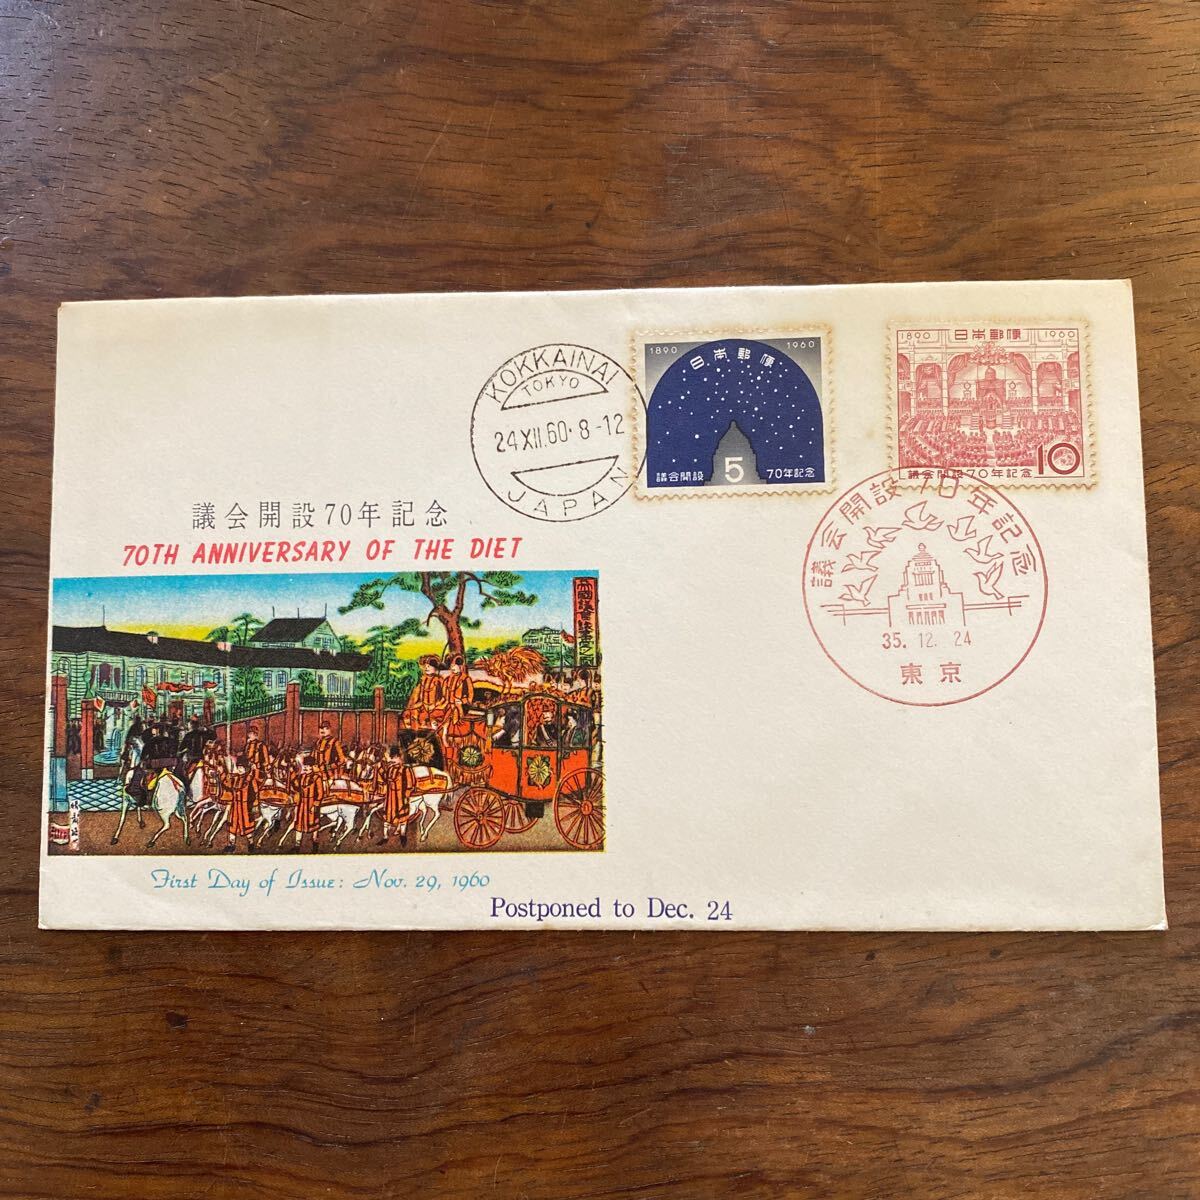 KOKKAINAI
TOKYO
24.XII.60. 8-12
JAPAN
1890 1960
日本郵便
議会開設 5 70年記念
1890 日本郵便 1960
議会開設70年記念 10
議会開設70年記念
35. 12. 24
東京
議会開設70年記念
70TH ANNIVERSARY OF THE DIET
First Day of Issue: Nov. 29, 1960
Postponed to Dec. 24